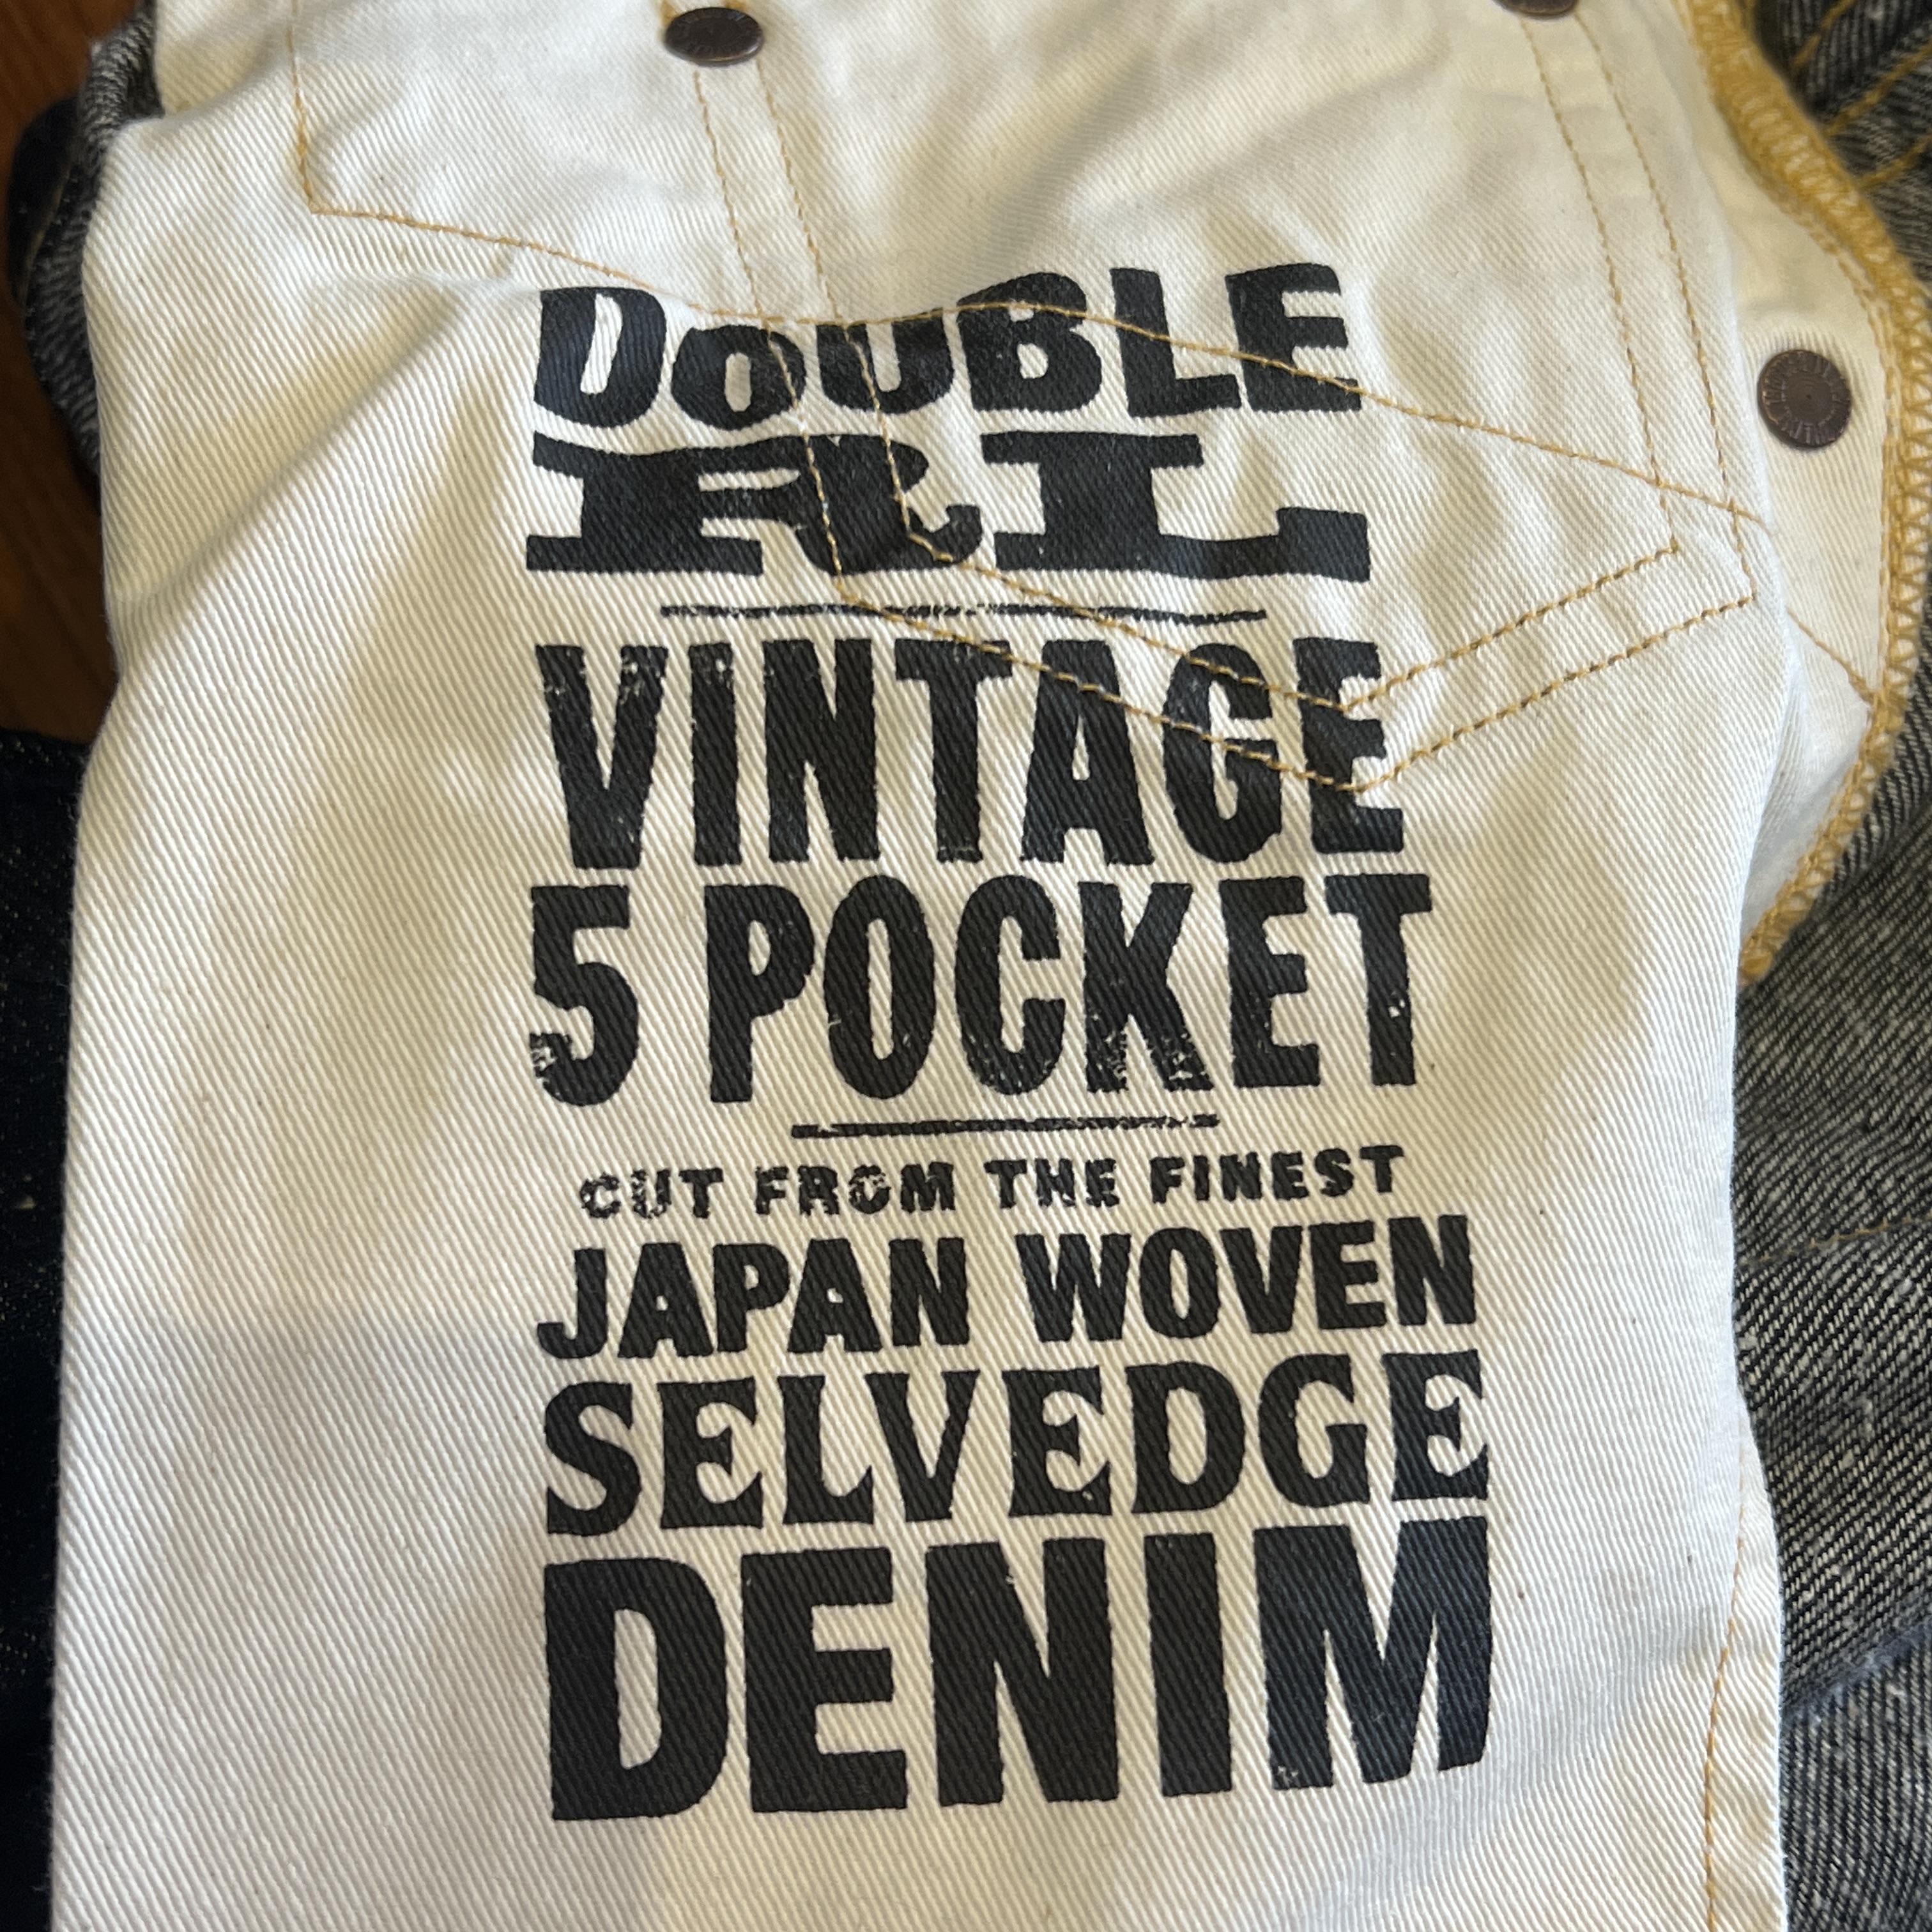 DOUBLE
RL
VINTAGE
5 POCKET
CUT FROM THE FINEST
JAPAN WOVEN
SELVEDGE
DENIM